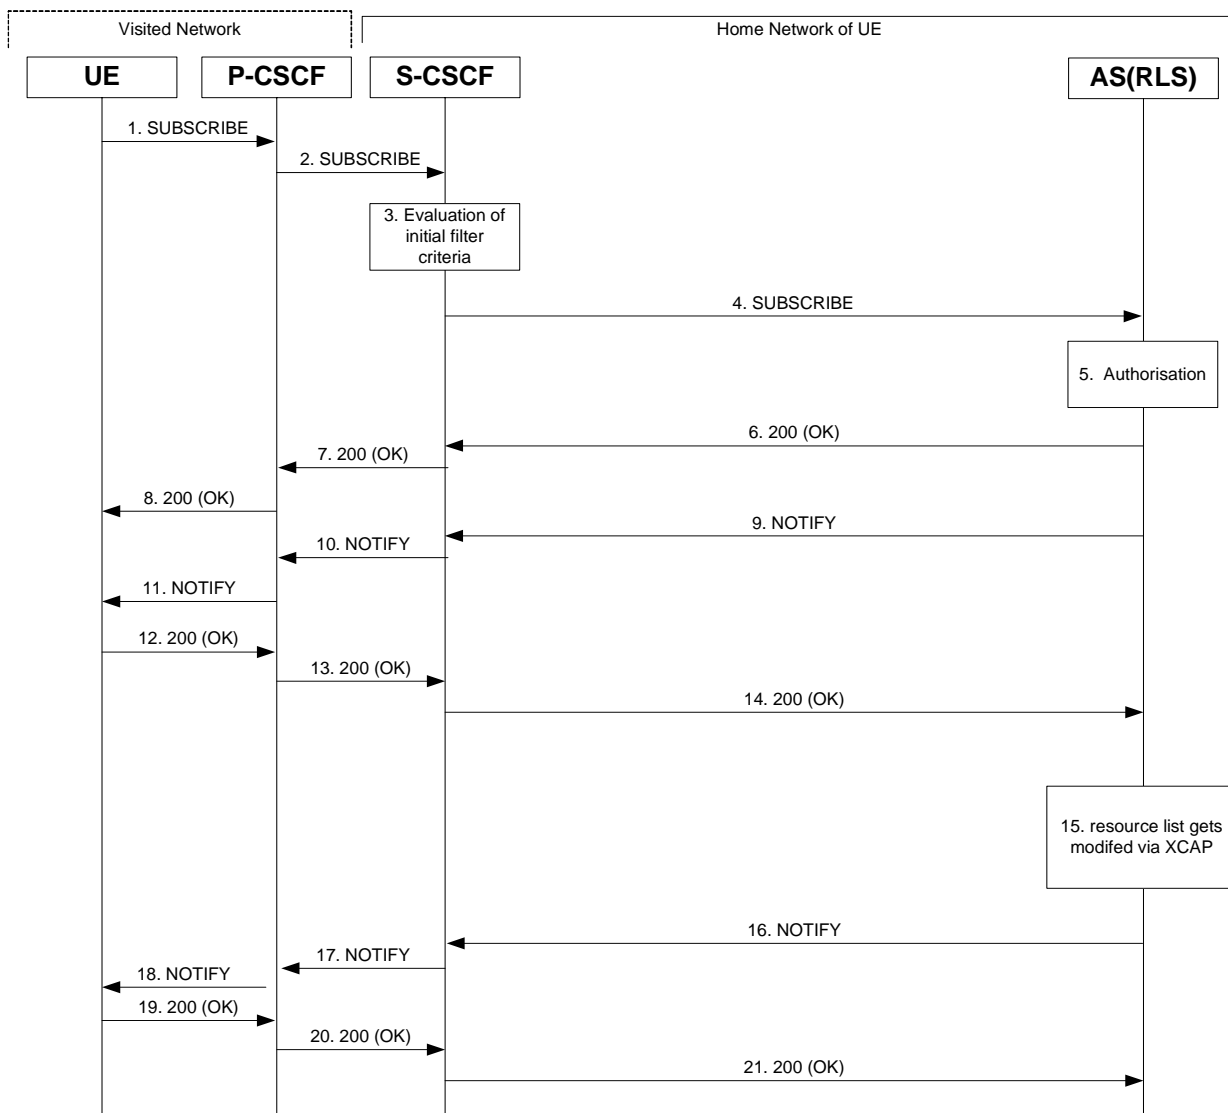 Visited Network
Home Network of UE
UE
P-CSCF
S-CSCF
AS(RLS)
1. SUBSCRIBE
2. SUBSCRIBE
3. Evaluation of
initial filter
criteria
4. SUBSCRIBE
5. Authorisation
6. 200 (OK)
7. 200 (OK)
8. 200 (OK)
9. NOTIFY
10. NOTIFY
11. NOTIFY
12. 200 (OK)
13. 200 (OK)
14. 200 (OK)
15. resource list gets
modifed via XCAP
16. NOTIFY
17. NOTIFY
18. NOTIFY
19. 200 (OK)
20. 200 (OK)
21. 200 (OK)